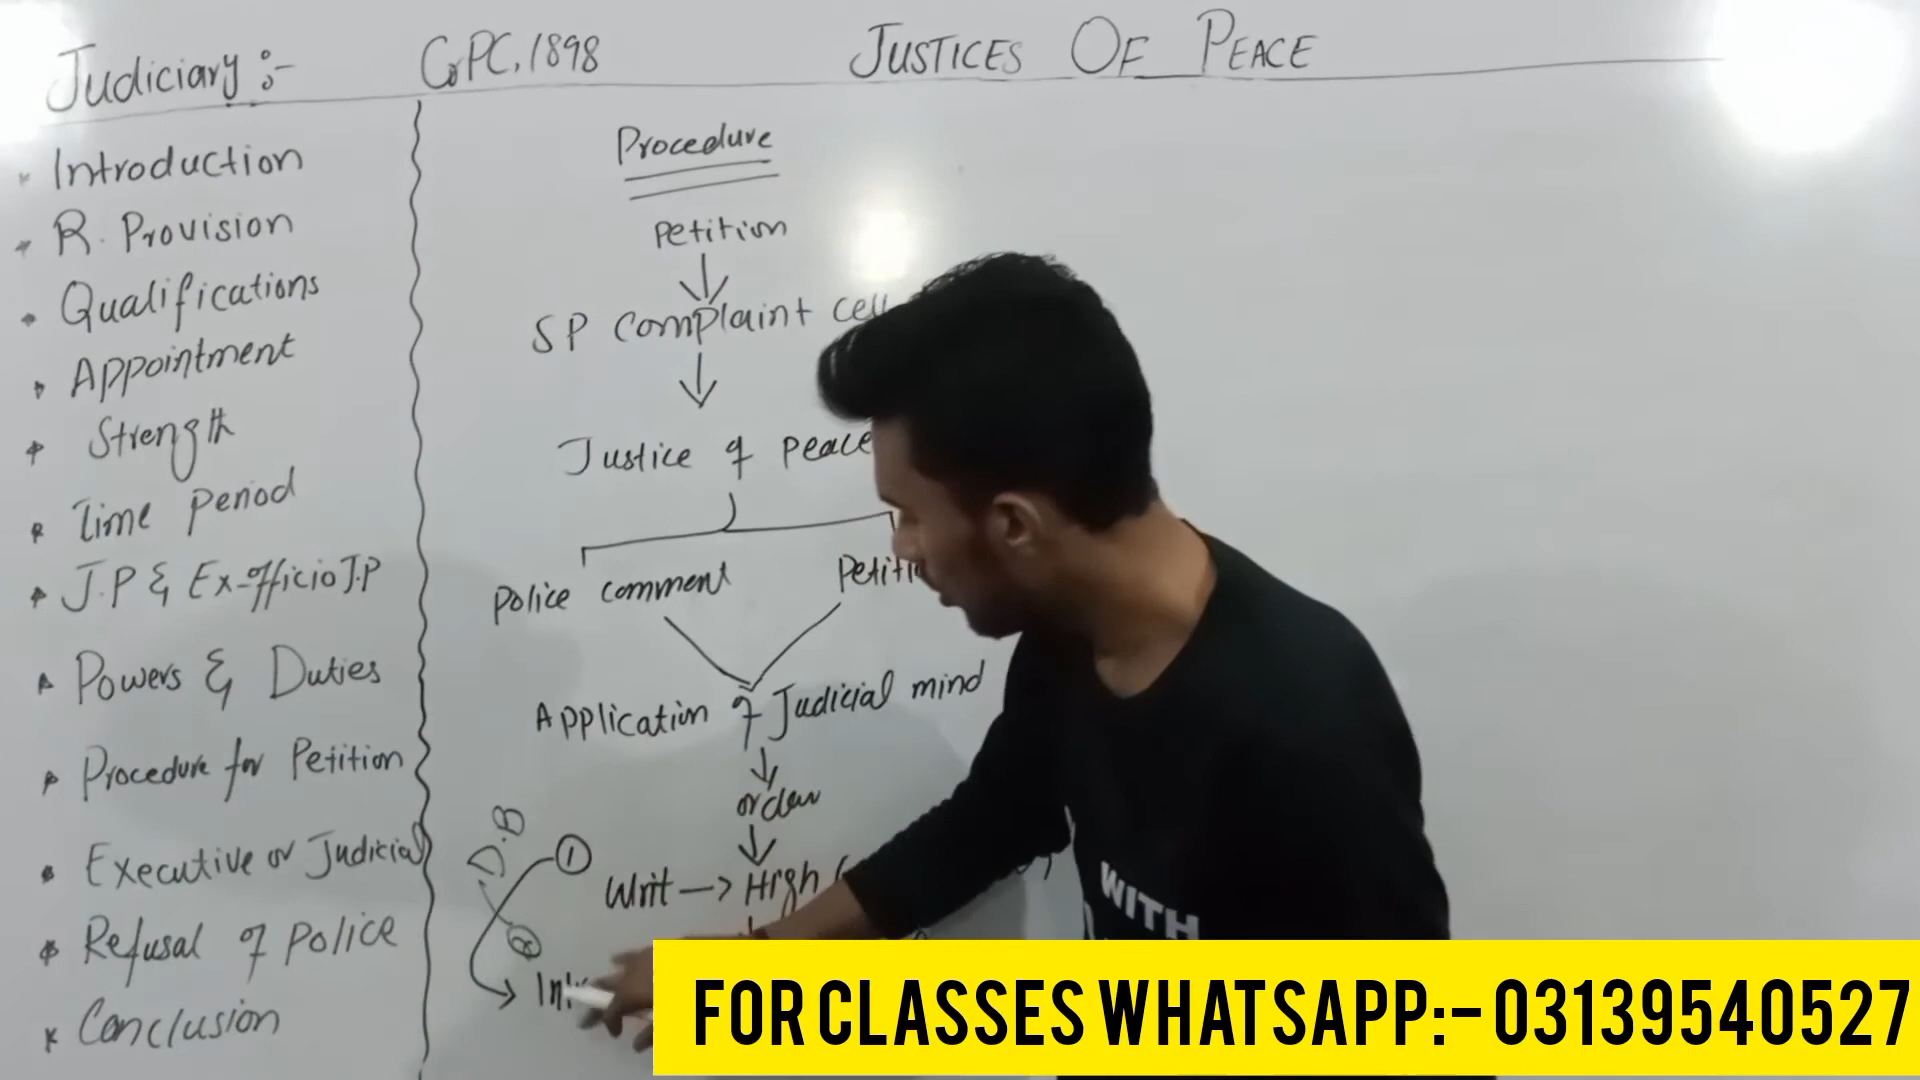 Judiciary :- CrPC, 1898 JUSTICES OF PEACE
Introduction
R. Provision
Qualifications
Appointment
Strength
Time Period
J.P & Ex-officio J.P
Powers & Duties
Procedure for Petition
Executive or Judicial
Refusal of Police
Conclusion
Procedure
Petition
SP Complaint cell
Justice of peace
Police comment
Application of Judicial mind
order
Writ → High
D.B
1
WITH
FOR CLASSES WHATSAPP:- 03139540527